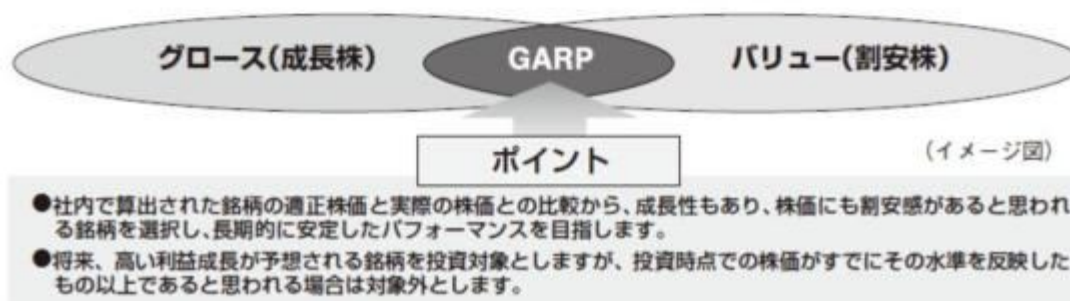 グロース(成長株) GARP バリュー(割安株)
ポイント
(イメージ図)
●社内で算出された銘柄の適正株価と実際の株価との比較から、成長性もあり、株価にも割安感があると思われ
る銘柄を選択し、長期的に安定したパフォーマンスを目指します。
●将来、高い利益成長が予想される銘柄を投資対象としますが、投資時点での株価がすでにその水準を反映した
もの以上であると思われる場合は対象外とします。